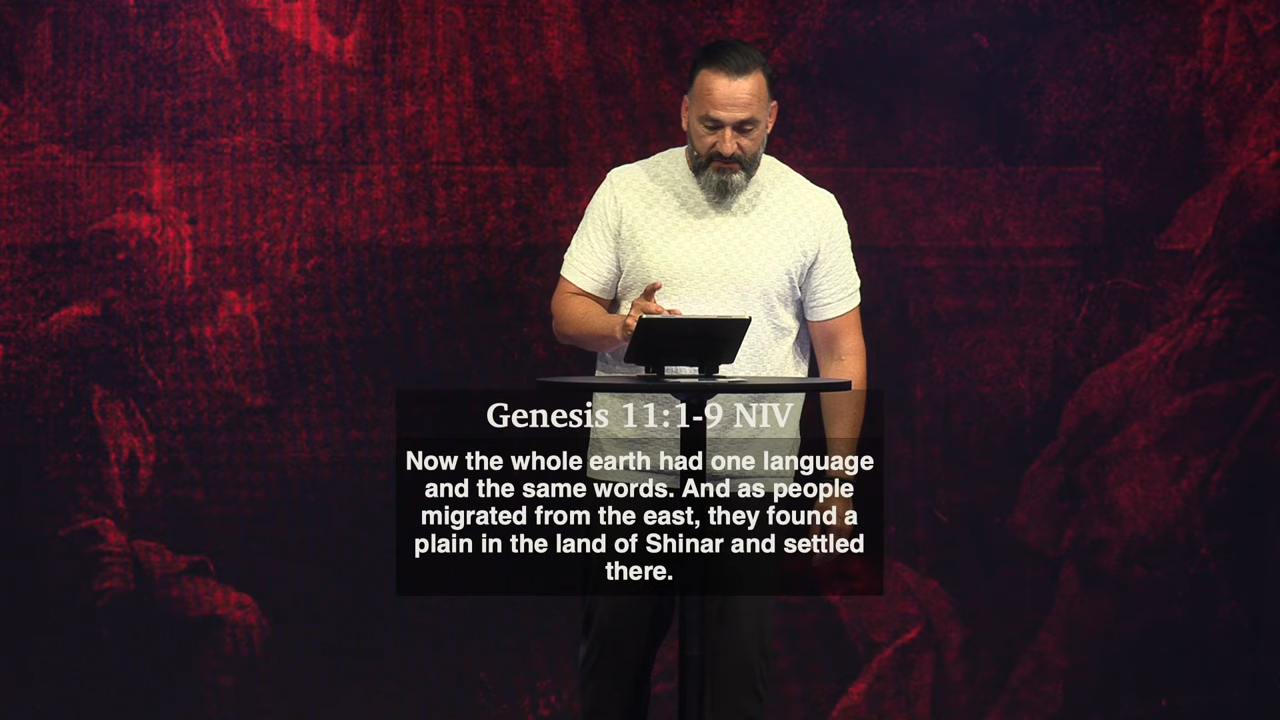 Genesis 11:1-9 NIV
Now the whole earth had one language
and the same words. And as people
migrated from the east, they found a
plain in the land of Shinar and settled
there.